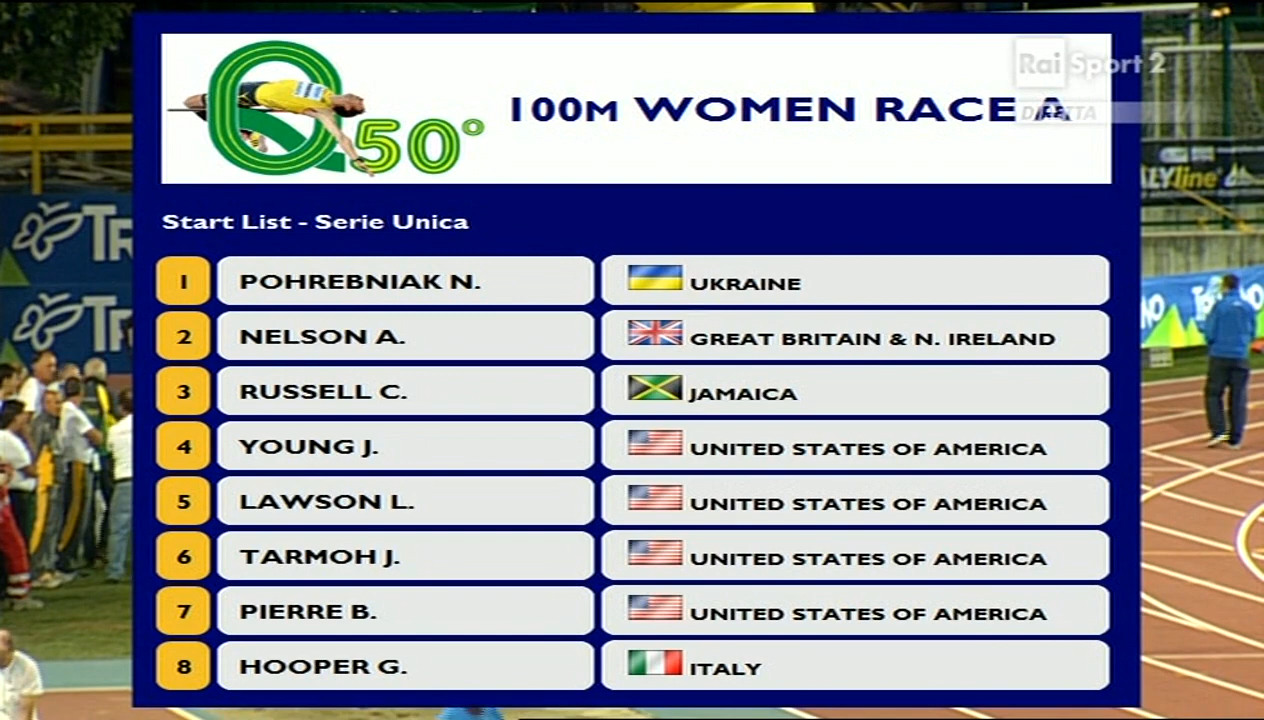 Q50°
100M WOMEN RACE A
Rai Sport 2
DIRETTA
Start List - Serie Unica
1 POHREBNIAK N. UKRAINE
2 NELSON A. GREAT BRITAIN & N. IRELAND
3 RUSSELL C. JAMAICA
4 YOUNG J. UNITED STATES OF AMERICA
5 LAWSON L. UNITED STATES OF AMERICA
6 TARMOH J. UNITED STATES OF AMERICA
7 PIERRE B. UNITED STATES OF AMERICA
8 HOOPER G. ITALY